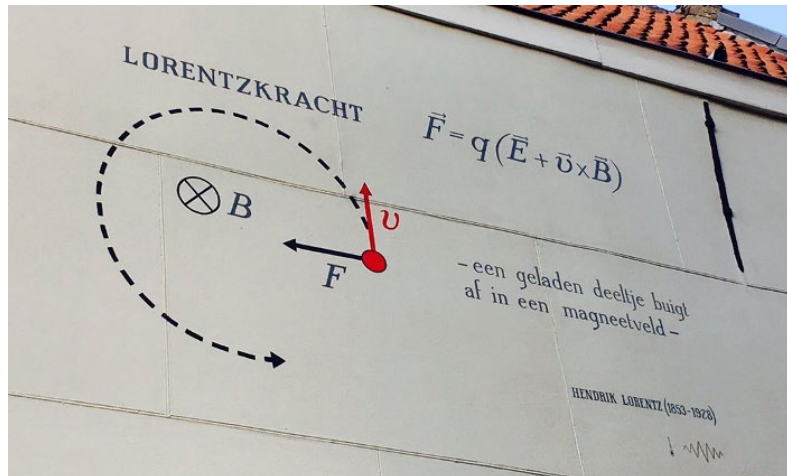 LORENTZKRACHT
F⃗ = q(E⃗ + υ⃗ × B⃗)
B
υ
F
– een geladen deeltje buigt
af in een magneetveld –
HENDRIK LORENTZ (1853-1928)